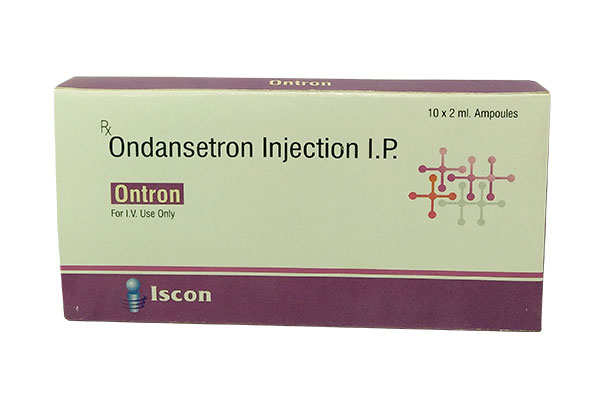 Ontron
10 x 2 ml. Ampoules
Rx
Ondansetron Injection I.P.
Ontron
For I.V. Use Only
Iscon